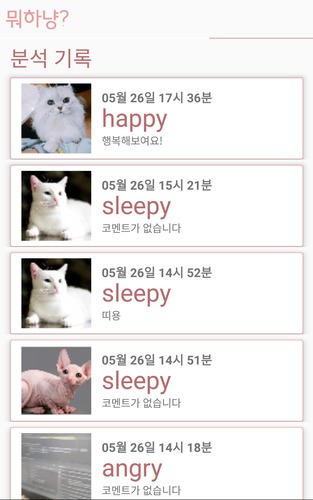 뭐하냥?
분석 기록
05월 26일 17시 36분
happy
행복해보여요!
05월 26일 15시 21분
sleepy
코멘트가 없습니다
05월 26일 14시 52분
sleepy
띠용
05월 26일 14시 51분
sleepy
코멘트가 없습니다
05월 26일 14시 18분
angry
코멘트가 없습니다